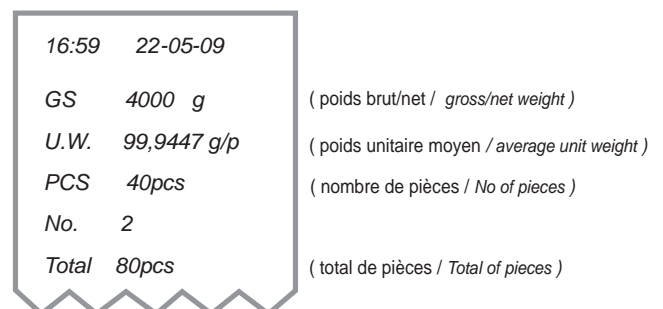 16:59 22-05-09
GS 4000 g ( poids brut/net / gross/net weight )
U.W. 99,9447 g/p ( poids unitaire moyen / average unit weight )
PCS 40pcs ( nombre de pièces / No of pieces )
No. 2
Total 80pcs ( total de pièces / Total of pieces )